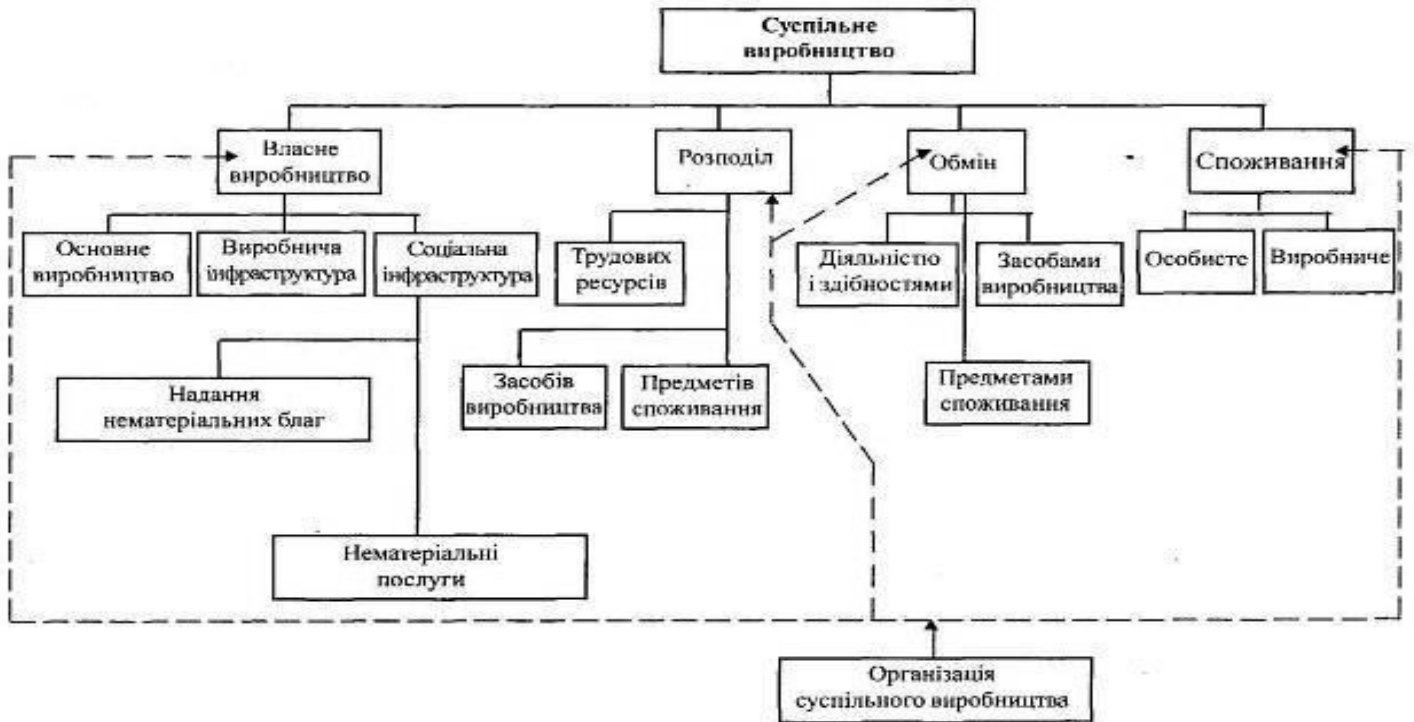 Суспільне
виробництво
Власне
виробництво
Розподіл
Обмін
Споживання
Основне
виробництво
Виробнича
інфраструктура
Соціальна
інфраструктура
Трудових
ресурсів
Діяльністю
і здібностями
Засобами
виробництва
Особисте
Виробниче
Надання
нематеріальних благ
Засобів
виробництва
Предметів
споживання
Предметами
споживання
Нематеріальні
послуги
Організація
суспільного виробництва